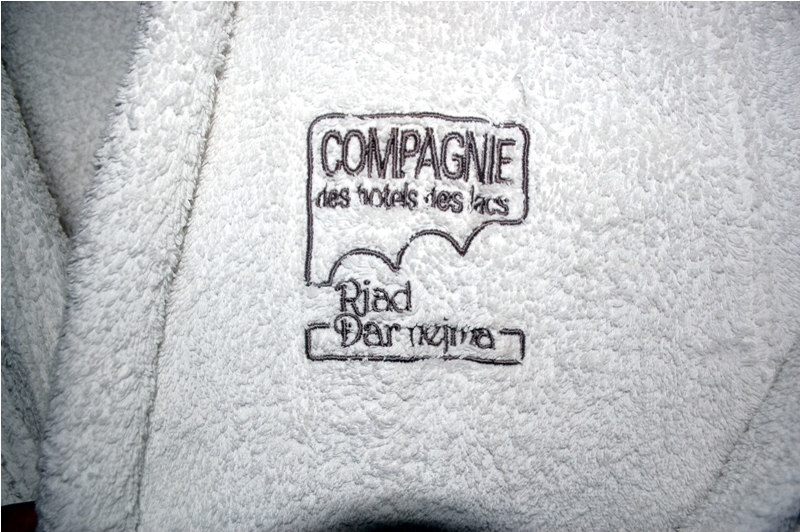 COMPAGNIE
des hotels des lacs
Riad
Dar nejma